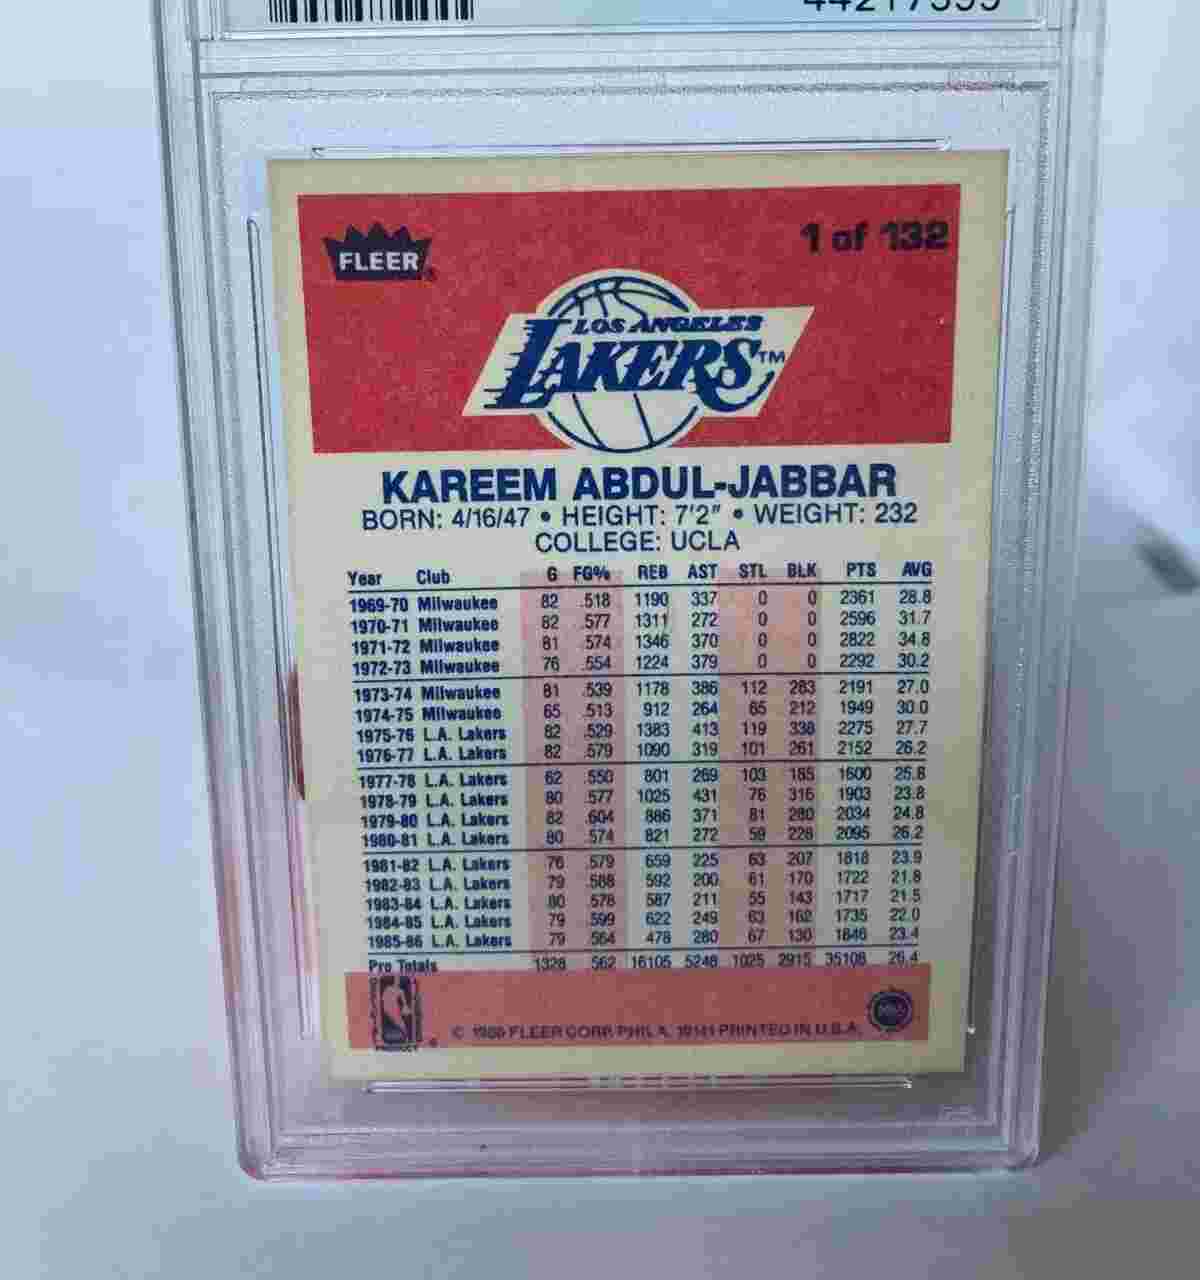 FLEER®
1 of 132
LOS ANGELES
LAKERS™
KAREEM ABDUL-JABBAR
BORN: 4/16/47 • HEIGHT: 7'2" • WEIGHT: 232
COLLEGE: UCLA
Year Club G FG% REB AST STL BLK PTS AVG
1969-70 Milwaukee 82 .518 1190 337 0 0 2361 28.8
1970-71 Milwaukee 82 .577 1311 272 0 0 2596 31.7
1971-72 Milwaukee 81 .574 1346 370 0 0 2822 34.8
1972-73 Milwaukee 76 .554 1224 379 0 0 2292 30.2
1973-74 Milwaukee 81 .539 1178 386 112 283 2191 27.0
1974-75 Milwaukee 65 .513 912 264 65 212 1949 30.0
1975-76 L.A. Lakers 82 .529 1383 413 119 338 2275 27.7
1976-77 L.A. Lakers 82 .579 1090 319 101 261 2152 26.2
1977-78 L.A. Lakers 62 .550 801 269 103 185 1600 25.8
1978-79 L.A. Lakers 80 .577 1025 431 76 316 1903 23.8
1979-80 L.A. Lakers 82 .604 886 371 81 280 2034 24.8
1980-81 L.A. Lakers 80 .574 821 272 59 228 2095 26.2
1981-82 L.A. Lakers 76 .579 659 225 63 207 1818 23.9
1982-83 L.A. Lakers 79 .588 592 200 61 170 1722 21.8
1983-84 L.A. Lakers 80 .578 587 211 55 143 1717 21.5
1984-85 L.A. Lakers 79 .599 622 249 63 162 1735 22.0
1985-86 L.A. Lakers 79 .564 478 280 67 130 1846 23.4
Pro Totals 1328 .562 16105 5248 1025 2915 35108 26.4
PRODUCT ®
© 1986 FLEER CORP. PHILA. 19141 PRINTED IN U.S.A.